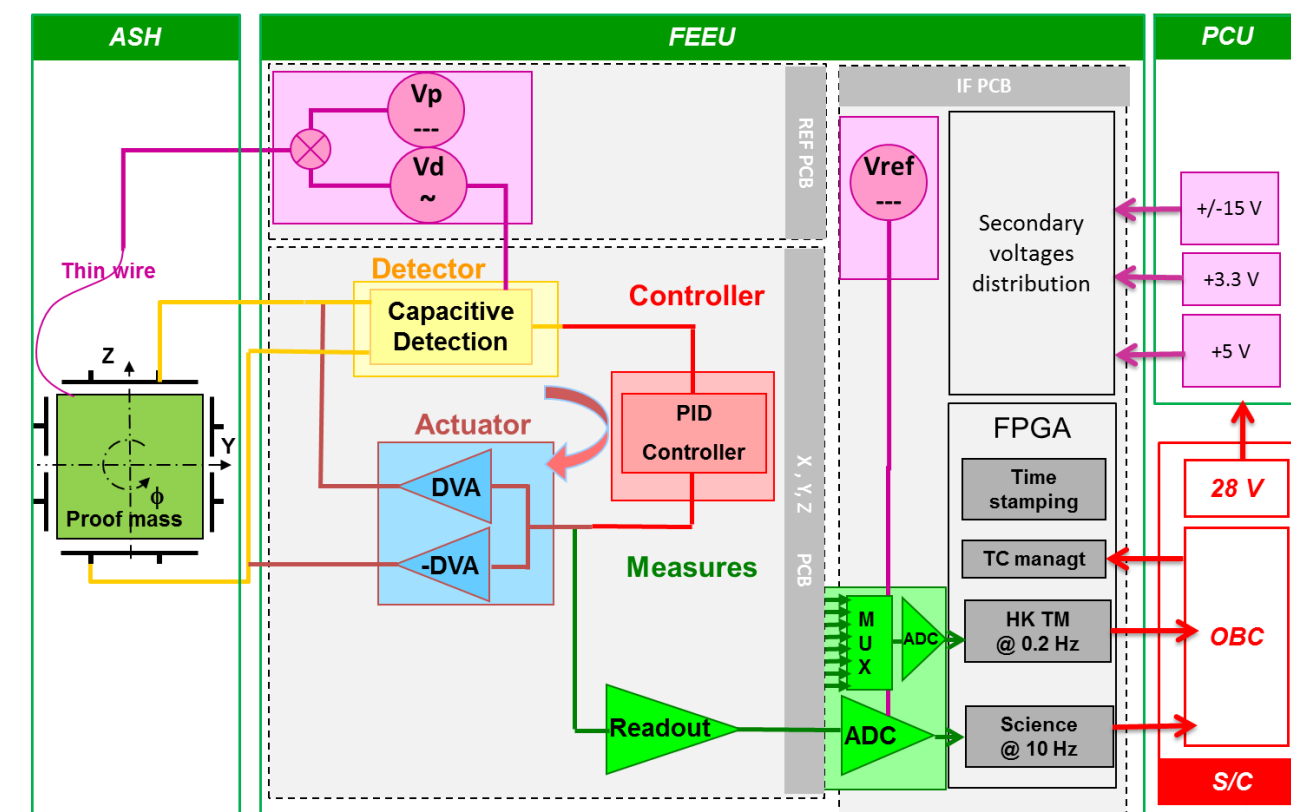 ASH
FEEU
PCU
Vp
---
Vd
~
REF PCB
IF PCB
Vref
---
Secondary
voltages
distribution
+/-15 V
+3.3 V
+5 V
Thin wire
Detector
Capacitive
Detection
Controller
PID
Controller
Z
Y
ϕ
Proof mass
Actuator
DVA
-DVA
X, Y, Z
PCB
Measures
Readout
M
U
X
ADC
ADC
FPGA
Time
stamping
TC managt
HK TM
@ 0.2 Hz
Science
@ 10 Hz
28 V
OBC
S/C